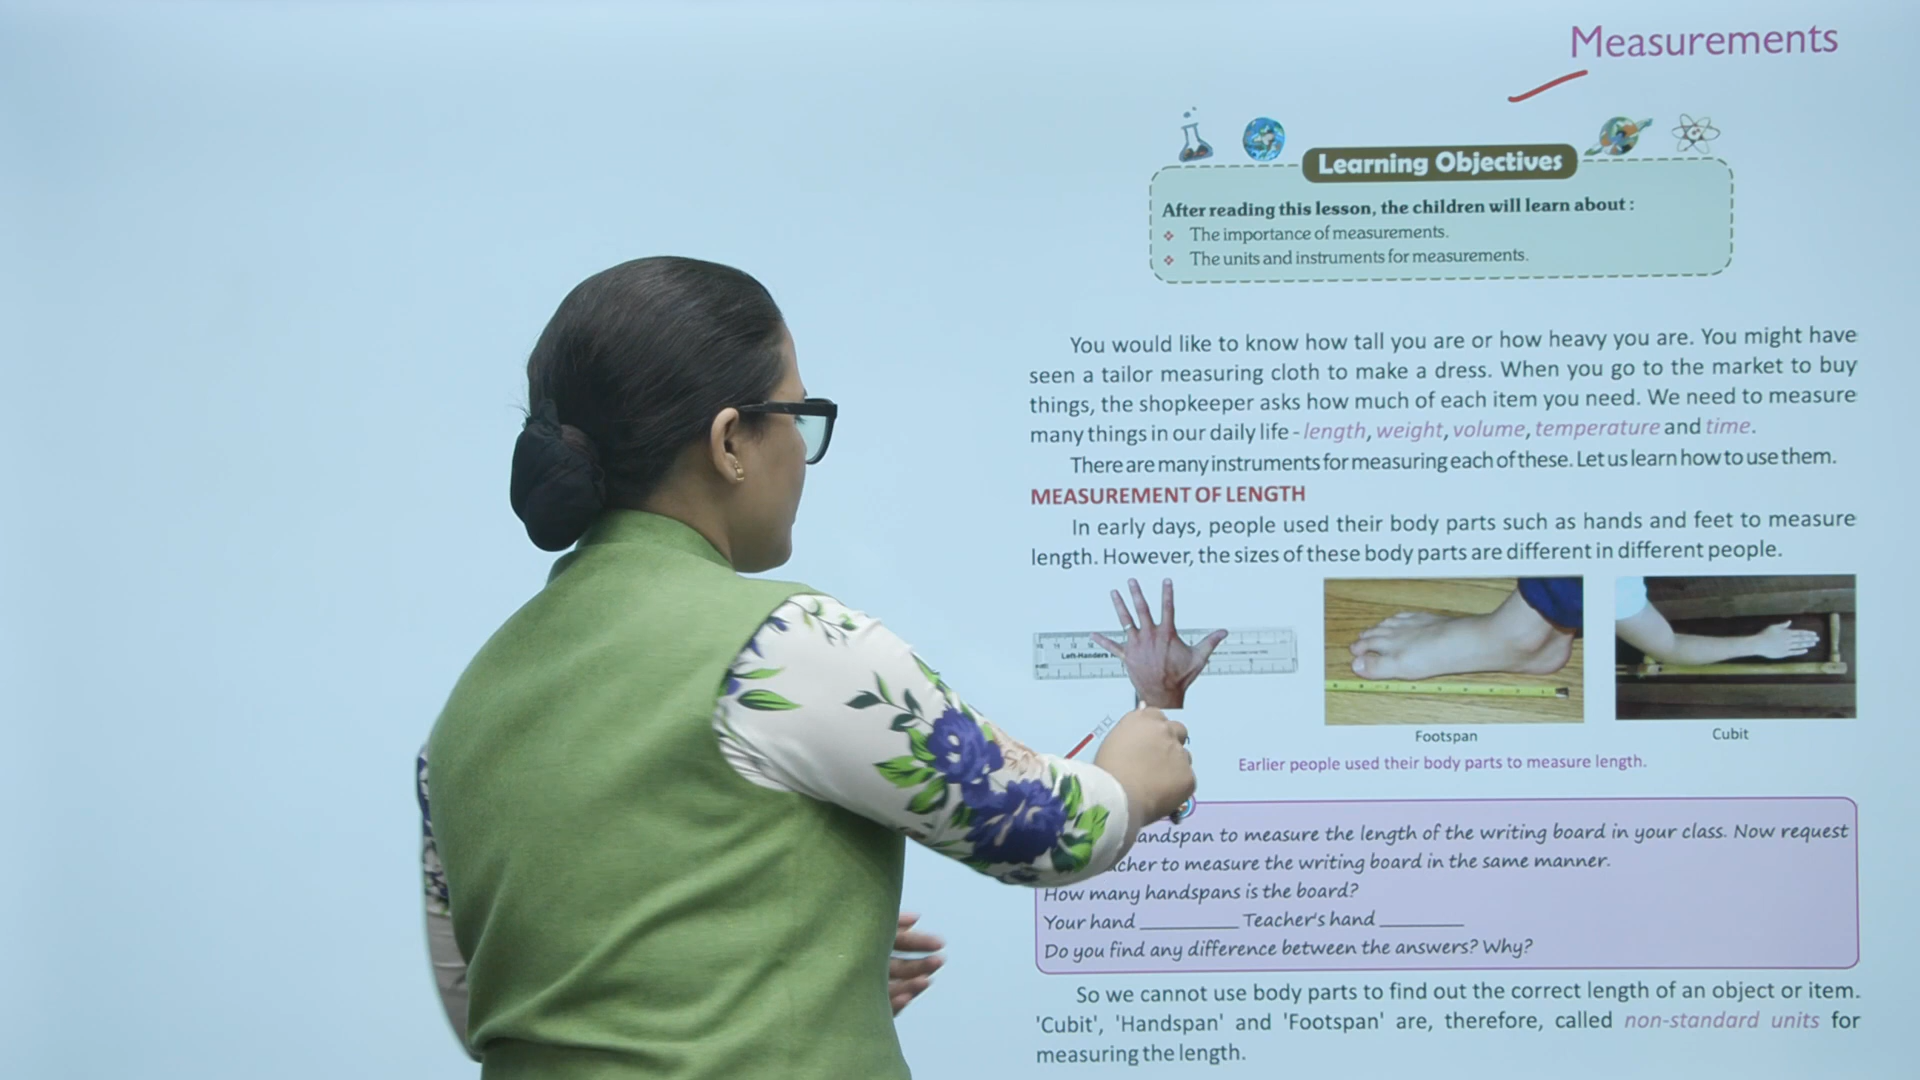 Measurements
Learning Objectives
After reading this lesson, the children will learn about :
❖ The importance of measurements.
❖ The units and instruments for measurements.
You would like to know how tall you are or how heavy you are. You might have
seen a tailor measuring cloth to make a dress. When you go to the market to buy
things, the shopkeeper asks how much of each item you need. We need to measure
many things in our daily life - length, weight, volume, temperature and time.
There are many instruments for measuring each of these. Let us learn how to use them.
MEASUREMENT OF LENGTH
In early days, people used their body parts such as hands and feet to measure
length. However, the sizes of these body parts are different in different people.
Left-Handers
Footspan
Cubit
Earlier people used their body parts to measure length.
andspan to measure the length of the writing board in your class. Now request
cher to measure the writing board in the same manner.
How many handspans is the board?
Your hand __________ Teacher's hand ________
Do you find any difference between the answers? Why?
So we cannot use body parts to find out the correct length of an object or item.
'Cubit', 'Handspan' and 'Footspan' are, therefore, called non-standard units for
measuring the length.